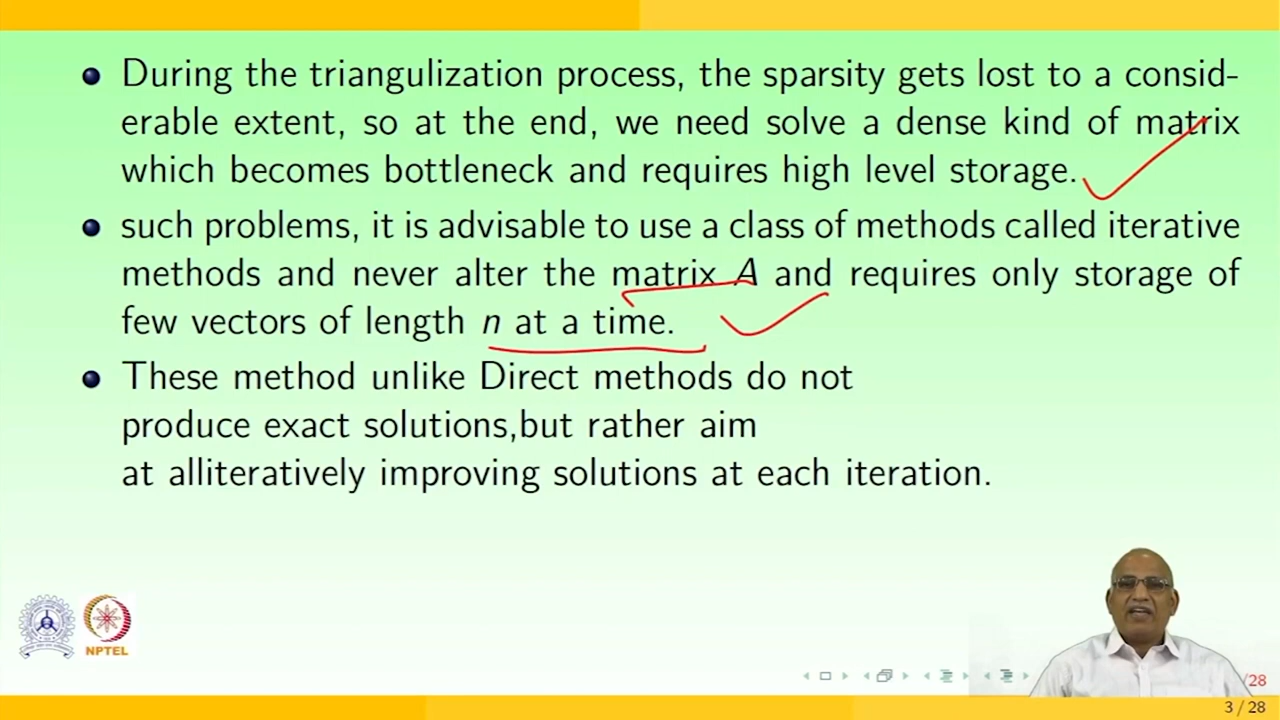 During the triangulization process, the sparsity gets lost to a consid-
erable extent, so at the end, we need solve a dense kind of matrix
which becomes bottleneck and requires high level storage.
such problems, it is advisable to use a class of methods called iterative
methods and never alter the matrix A and requires only storage of
few vectors of length n at a time.
These method unlike Direct methods do not
produce exact solutions,but rather aim
at alliteratively improving solutions at each iteration.
NPTEL
/28
3 / 28